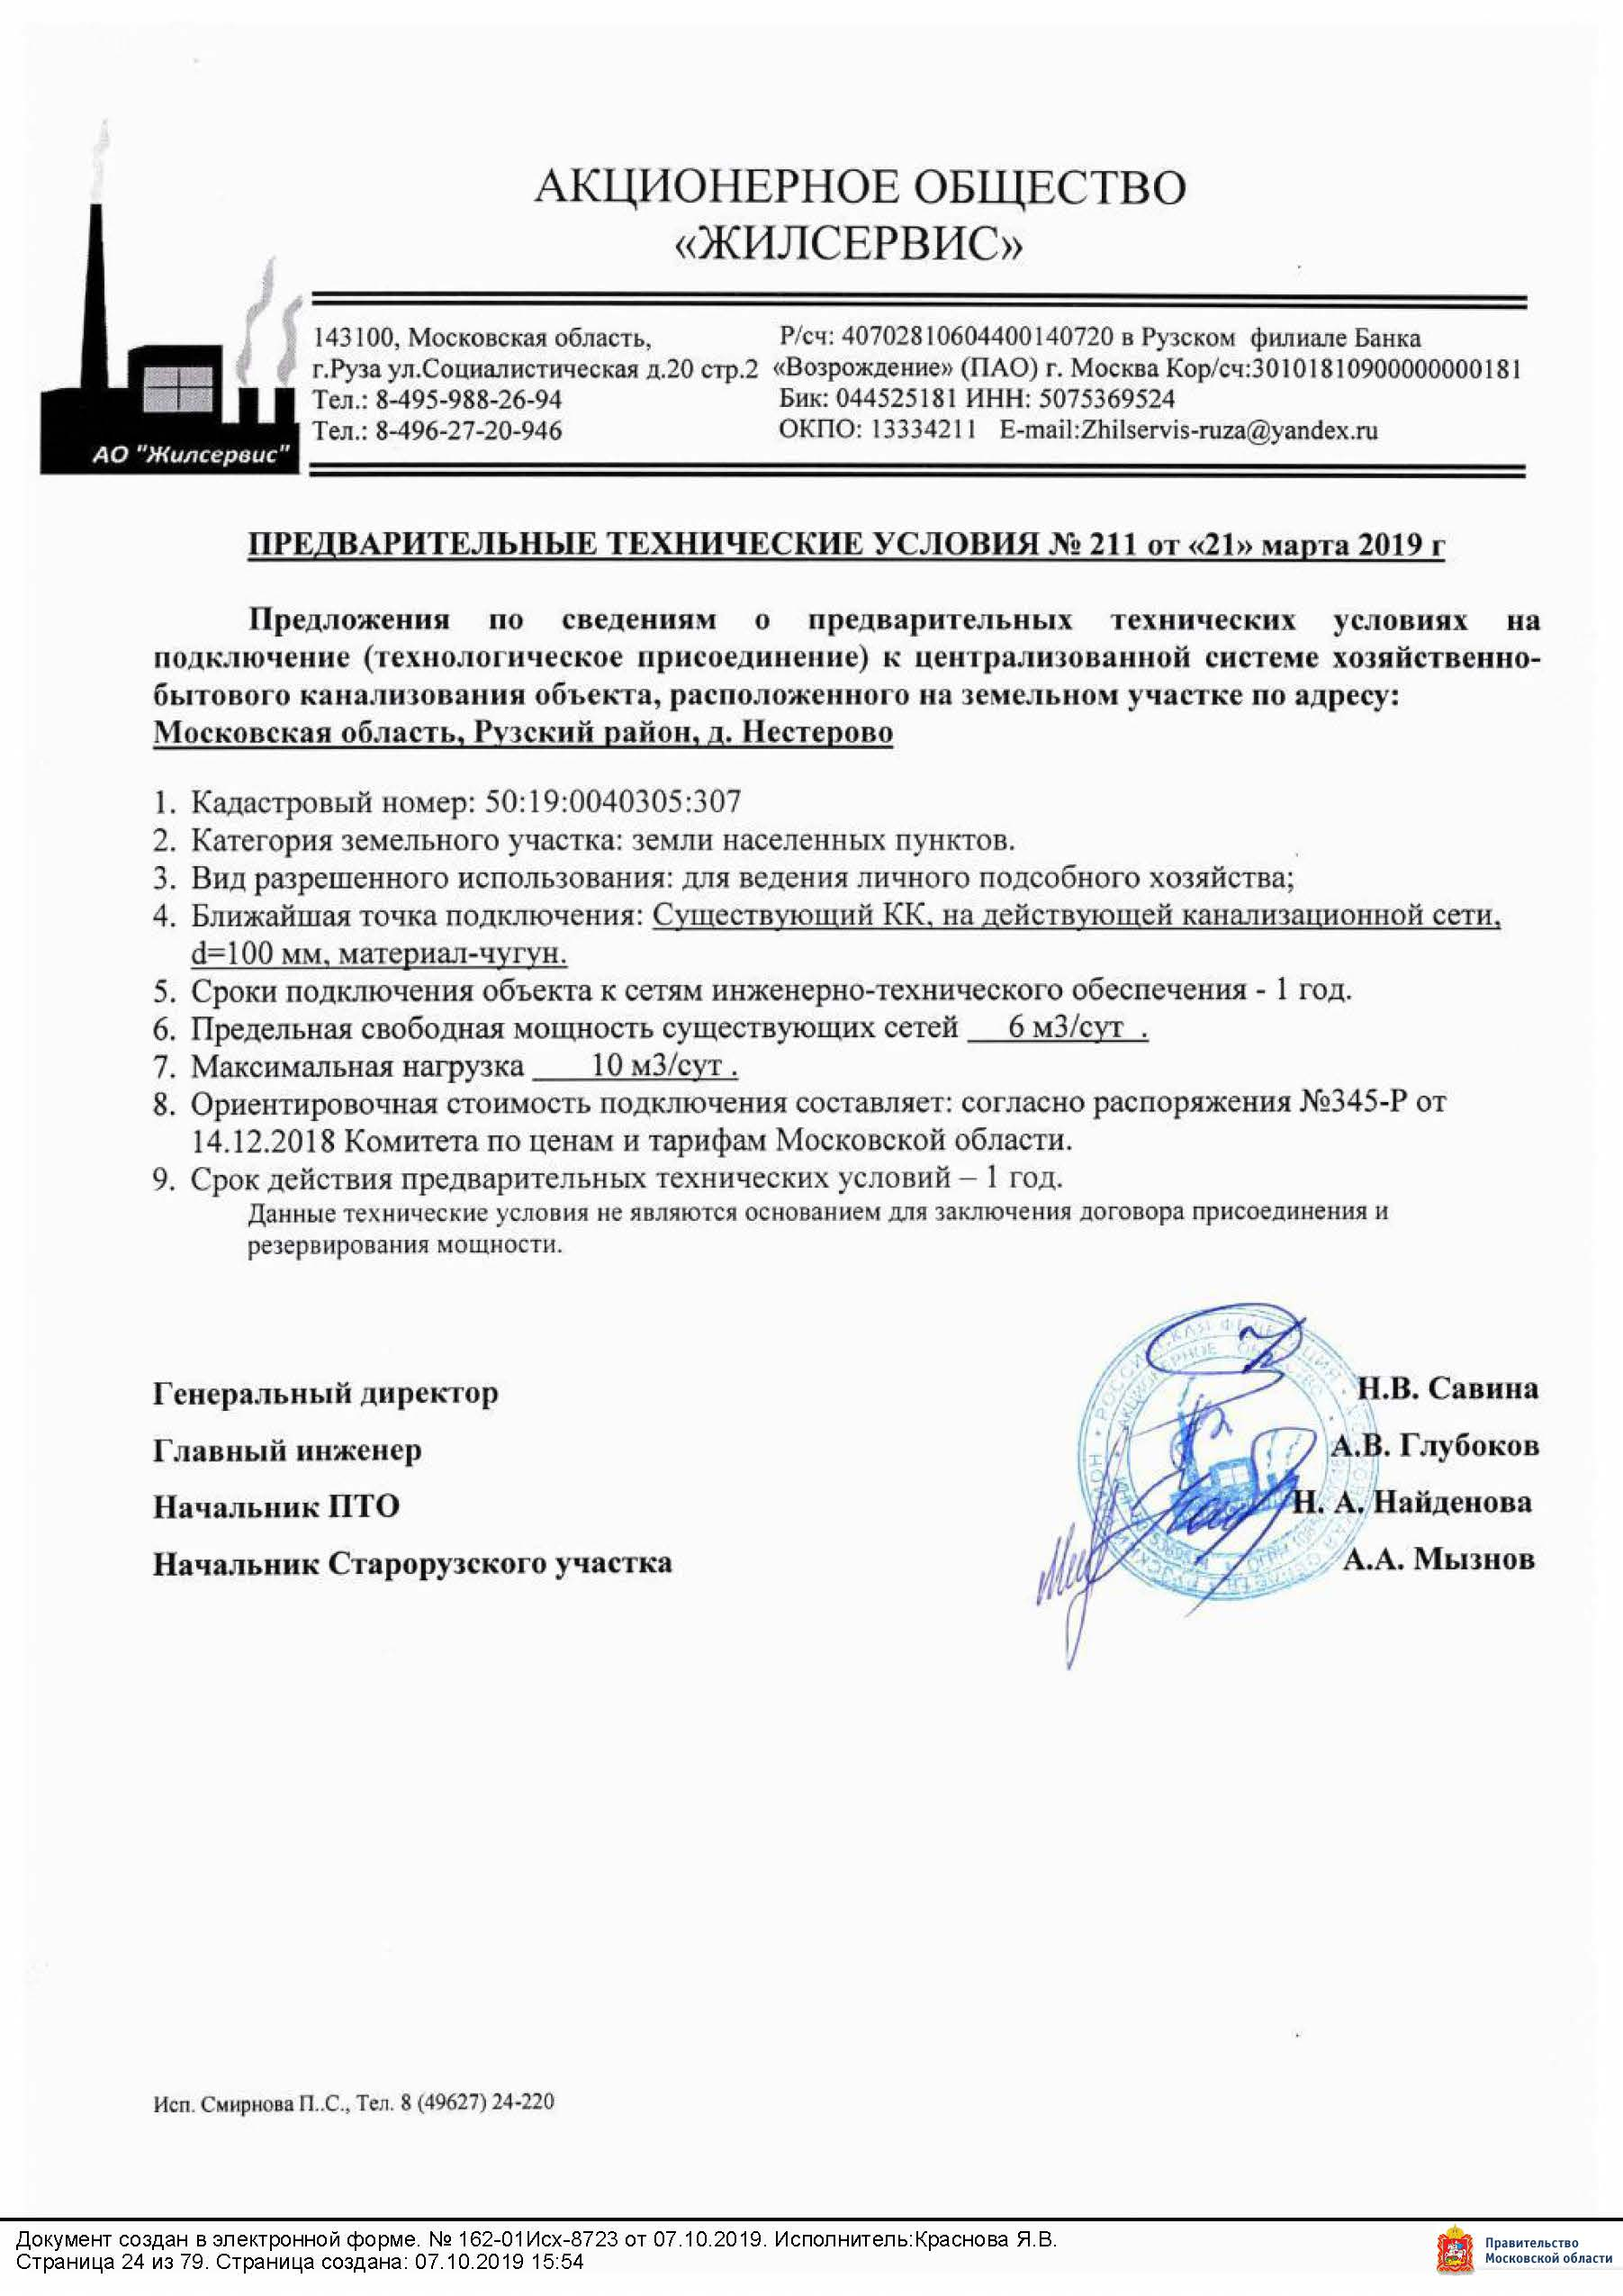 АКЦИОНЕРНОЕ ОБЩЕСТВО
«ЖИЛСЕРВИС»
143100, Московская область,
г.Руза ул.Социалистическая д.20 стр.2
Тел.: 8-495-988-26-94
Тел.: 8-496-27-20-946
Р/сч: 40702810604400140720 в Рузском филиале Банка
«Возрождение» (ПАО) г. Москва Кор/сч:30101810900000000181
Бик: 044525181 ИНН: 5075369524
ОКПО: 13334211 E-mail:Zhilservis-ruza@yandex.ru
АО "Жилсервис"
ПРЕДВАРИТЕЛЬНЫЕ ТЕХНИЧЕСКИЕ УСЛОВИЯ № 211 от «21» марта 2019 г
Предложения по сведениям о предварительных технических условиях на
подключение (технологическое присоединение) к централизованной системе хозяйственно-
бытового канализования объекта, расположенного на земельном участке по адресу:
Московская область, Рузский район, д. Нестерово
1. Кадастровый номер: 50:19:0040305:307
2. Категория земельного участка: земли населенных пунктов.
3. Вид разрешенного использования: для ведения личного подсобного хозяйства;
4. Ближайшая точка подключения: Существующий КК, на действующей канализационной сети,
d=100 мм, материал-чугун.
5. Сроки подключения объекта к сетям инженерно-технического обеспечения - 1 год.
6. Предельная свободная мощность существующих сетей 6 м3/сут .
7. Максимальная нагрузка 10 м3/сут .
8. Ориентировочная стоимость подключения составляет: согласно распоряжения №345-Р от
14.12.2018 Комитета по ценам и тарифам Московской области.
9. Срок действия предварительных технических условий – 1 год.
Данные технические условия не являются основанием для заключения договора присоединения и
резервирования мощности.
Генеральный директор Н.В. Савина
Главный инженер А.В. Глубоков
Начальник ПТО Н. А. Найденова
Начальник Старорузского участка А.А. Мызнов
Исп. Смирнова П..С., Тел. 8 (49627) 24-220
Документ создан в электронной форме. № 162-01Исх-8723 от 07.10.2019. Исполнитель:Краснова Я.В.
Страница 24 из 79. Страница создана: 07.10.2019 15:54
Правительство
Московской области